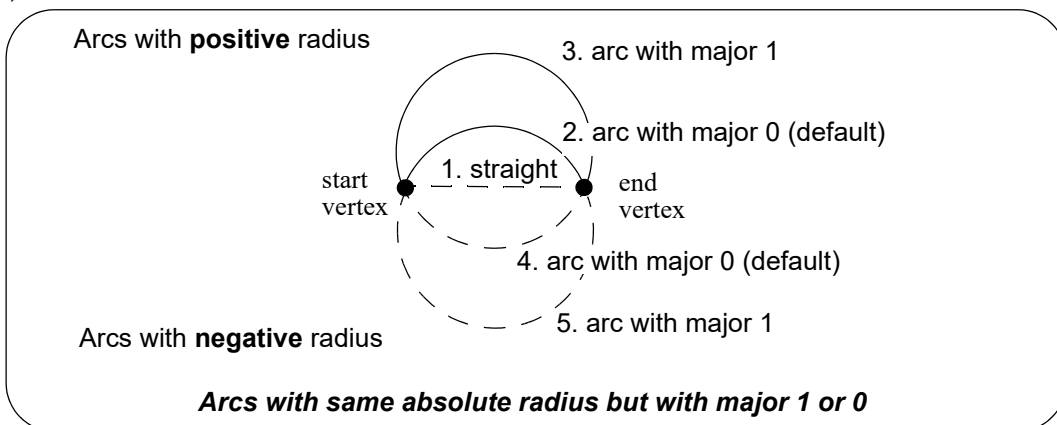 Arcs with positive radius
3. arc with major 1
2. arc with major 0 (default)
1. straight
start
vertex
end
vertex
4. arc with major 0 (default)
5. arc with major 1
Arcs with negative radius
Arcs with same absolute radius but with major 1 or 0